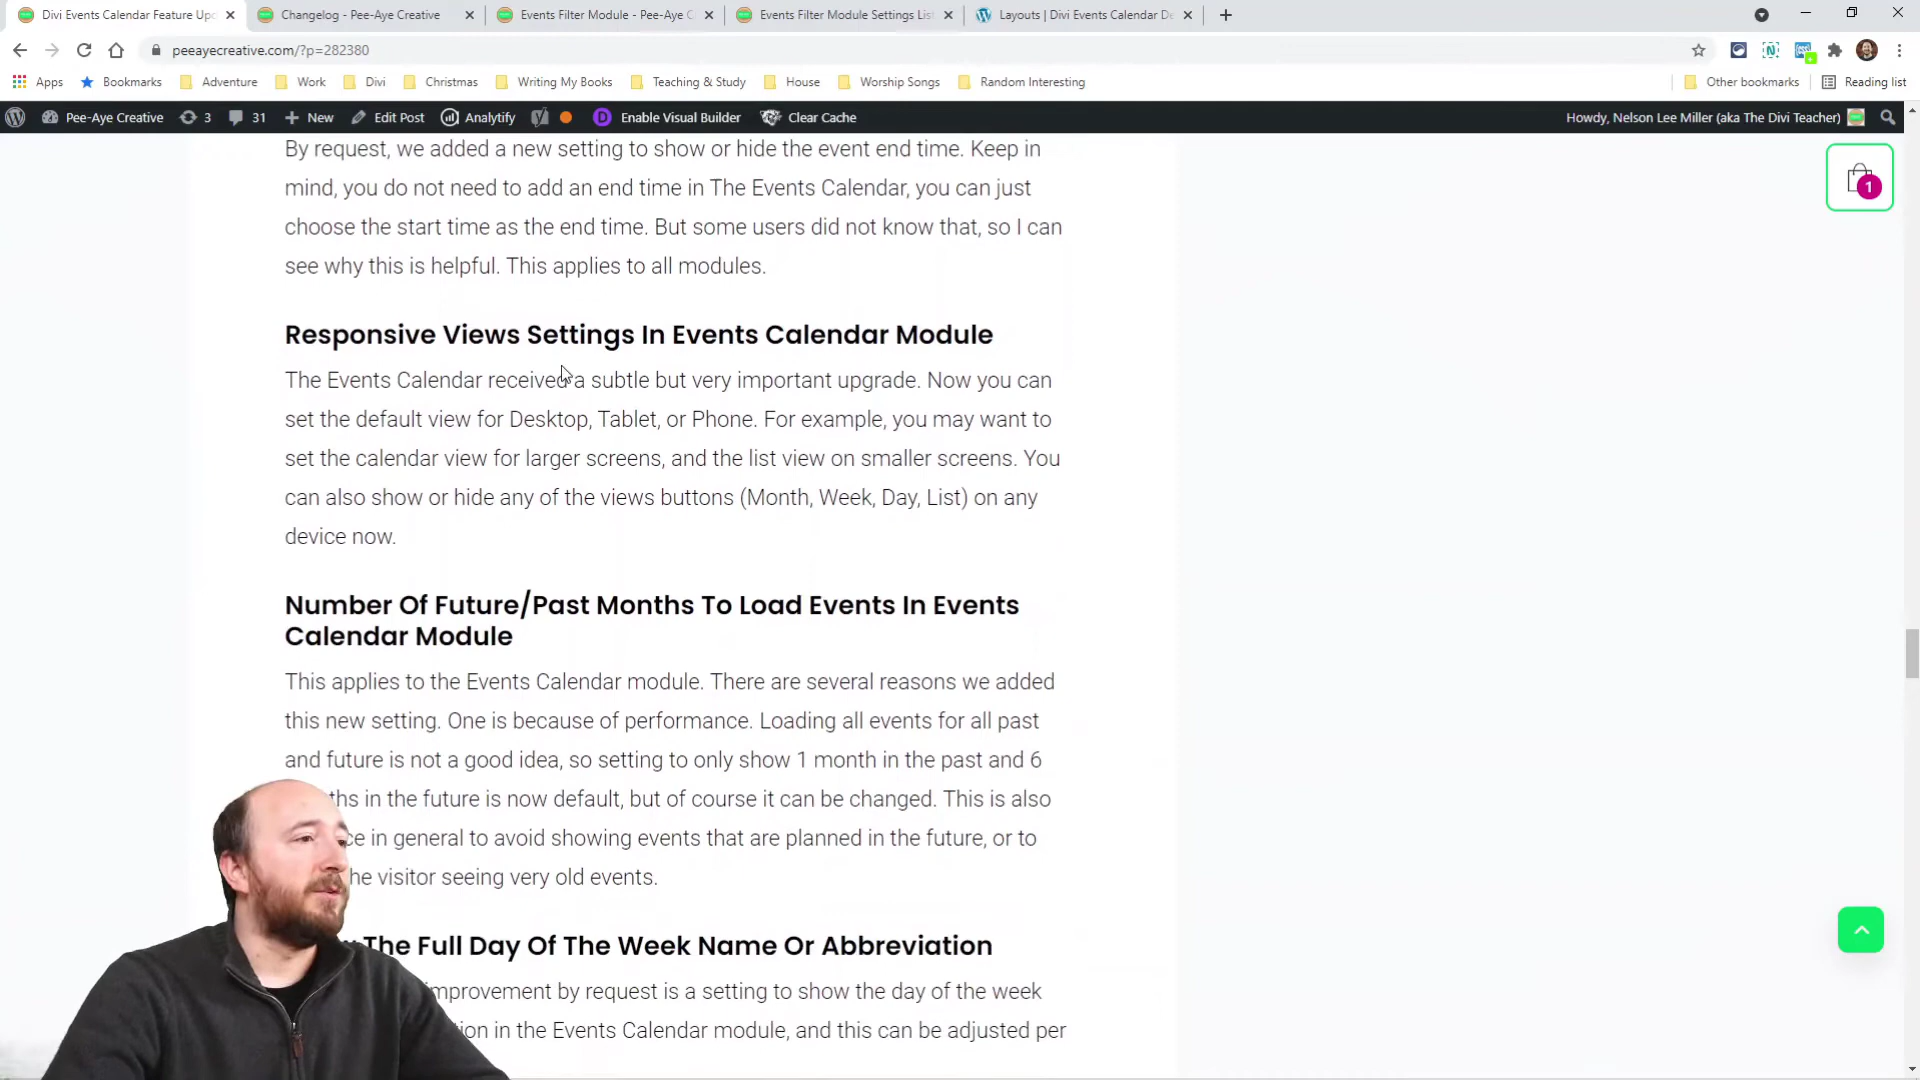 Divi Events Calendar Feature Upd
Changelog - Pee-Aye Creative
Events Filter Module - Pee-Aye C
Events Filter Module Settings List
Layouts | Divi Events Calendar De
peeayecreative.com/?p=282380
Apps
Bookmarks
Adventure
Work
Divi
Christmas
Writing My Books
Teaching & Study
House
Worship Songs
Random Interesting
Other bookmarks
Reading list
Pee-Aye Creative
3
31
New
Edit Post
Analytify
Enable Visual Builder
Clear Cache
Howdy, Nelson Lee Miller (aka The Divi Teacher)
1
By request, we added a new setting to show or hide the event end time. Keep in
mind, you do not need to add an end time in The Events Calendar, you can just
choose the start time as the end time. But some users did not know that, so I can
see why this is helpful. This applies to all modules.
Responsive Views Settings In Events Calendar Module
The Events Calendar received a subtle but very important upgrade. Now you can
set the default view for Desktop, Tablet, or Phone. For example, you may want to
set the calendar view for larger screens, and the list view on smaller screens. You
can also show or hide any of the views buttons (Month, Week, Day, List) on any
device now.
Number Of Future/Past Months To Load Events In Events
Calendar Module
This applies to the Events Calendar module. There are several reasons we added
this new setting. One is because of performance. Loading all events for all past
and future is not a good idea, so setting to only show 1 month in the past and 6
ths in the future is now default, but of course it can be changed. This is also
ce in general to avoid showing events that are planned in the future, or to
he visitor seeing very old events.
The Full Day Of The Week Name Or Abbreviation
improvement by request is a setting to show the day of the week
ion in the Events Calendar module, and this can be adjusted per